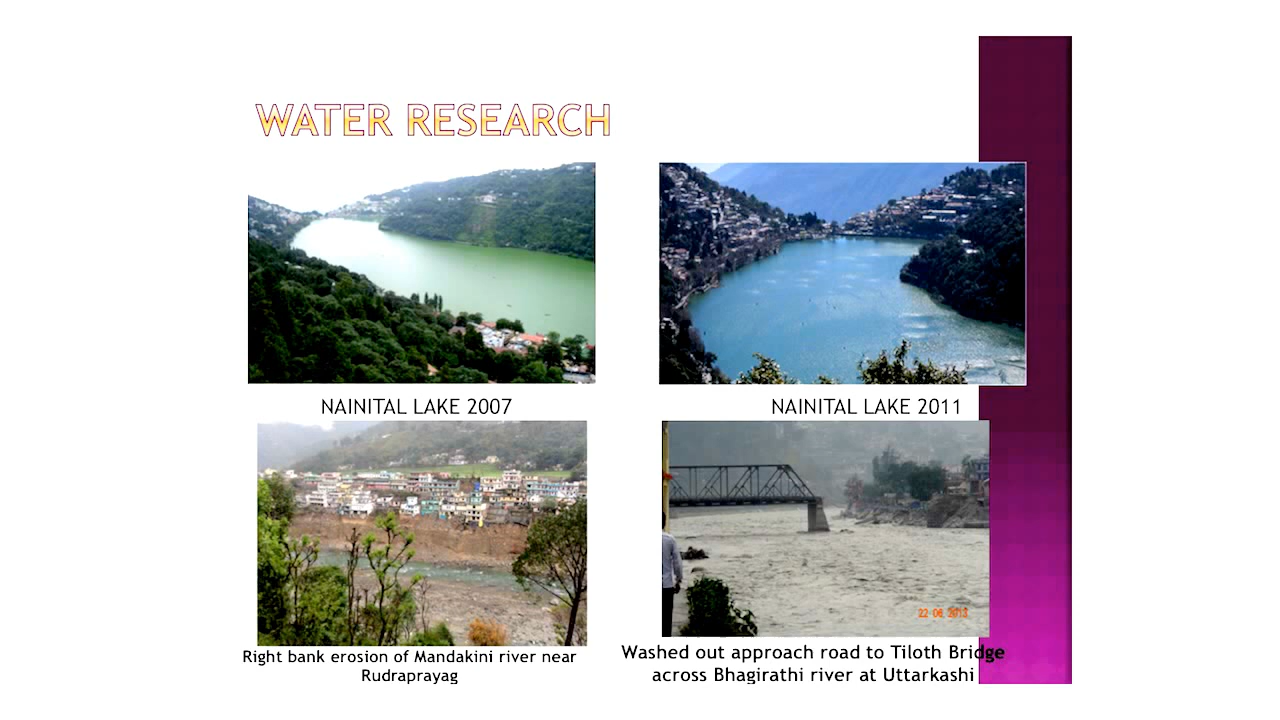 WATER RESEARCH
NAINITAL LAKE 2007
NAINITAL LAKE 2011
22 06 2013
Right bank erosion of Mandakini river near
Rudraprayag
Washed out approach road to Tiloth Bridge
across Bhagirathi river at Uttarkashi